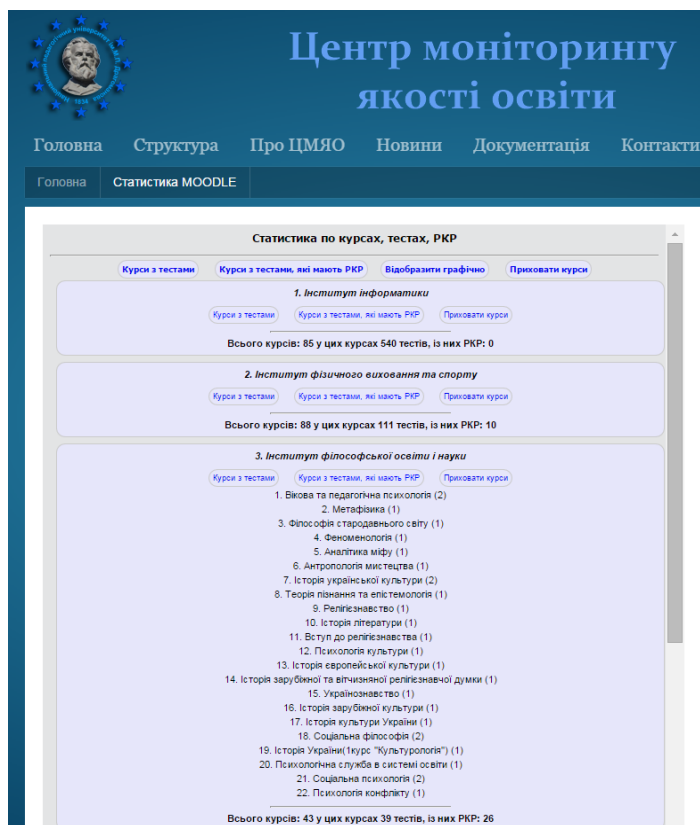 Центр моніторингу
якості освіти
Головна Структура Про ЦМЯО Новини Документація Контакти
Головна Статистика MOODLE
Статистика по курсах, тестах, РКР
Курси з тестами Курси з тестами, які мають РКР Відобразити графічно Приховати курси
1. Інститут інформатики
Курси з тестами Курси з тестами, які мають РКР Приховати курси
Всього курсів: 85 у цих курсах 540 тестів, із них РКР: 0
2. Інститут фізичного виховання та спорту
Курси з тестами Курси з тестами, які мають РКР Приховати курси
Всього курсів: 88 у цих курсах 111 тестів, із них РКР: 10
3. Інститут філософської освіти і науки
Курси з тестами Курси з тестами, які мають РКР Приховати курси
1. Вікова та педагогічна психологія (2)
2. Метафізика (1)
3. Філософія стародавнього світу (1)
4. Феноменологія (1)
5. Аналітика міфу (1)
6. Антропологія мистецтва (1)
7. Історія української культури (2)
8. Теорія пізнання та епістемологія (1)
9. Релігієзнавство (1)
10. Історія літератури (1)
11. Вступ до релігієзнавства (1)
12. Психологія культури (1)
13. Історія європейської культури (1)
14. Історія зарубіжної та вітчизняної релігієзнавчої думки (1)
15. Українознавство (1)
16. Історія зарубіжної культури (1)
17. Історія культури України (1)
18. Соціальна філософія (2)
19. Історія України(1курс "Культурологія") (1)
20. Психологічна служба в системі освіти (1)
21. Соціальна психологія (2)
22. Психологія конфлікту (1)
Всього курсів: 43 у цих курсах 39 тестів, із них РКР: 26